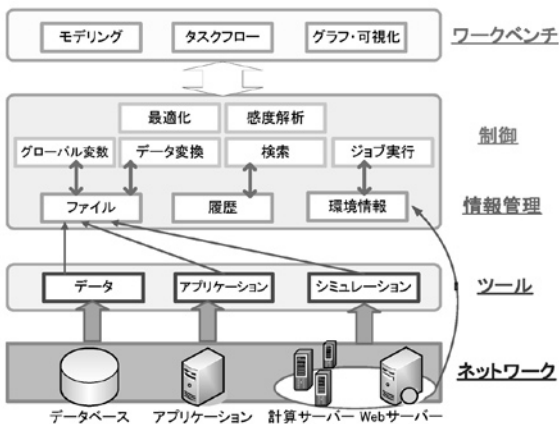 モデリング タスクフロー グラフ・可視化 ワークベンチ
最適化 感度解析 制御
グローバル変数 データ変換 検索 ジョブ実行
ファイル 履歴 環境情報 情報管理
データ アプリケーション シミュレーション ツール
ネットワーク
データベース アプリケーション 計算サーバー Webサーバー